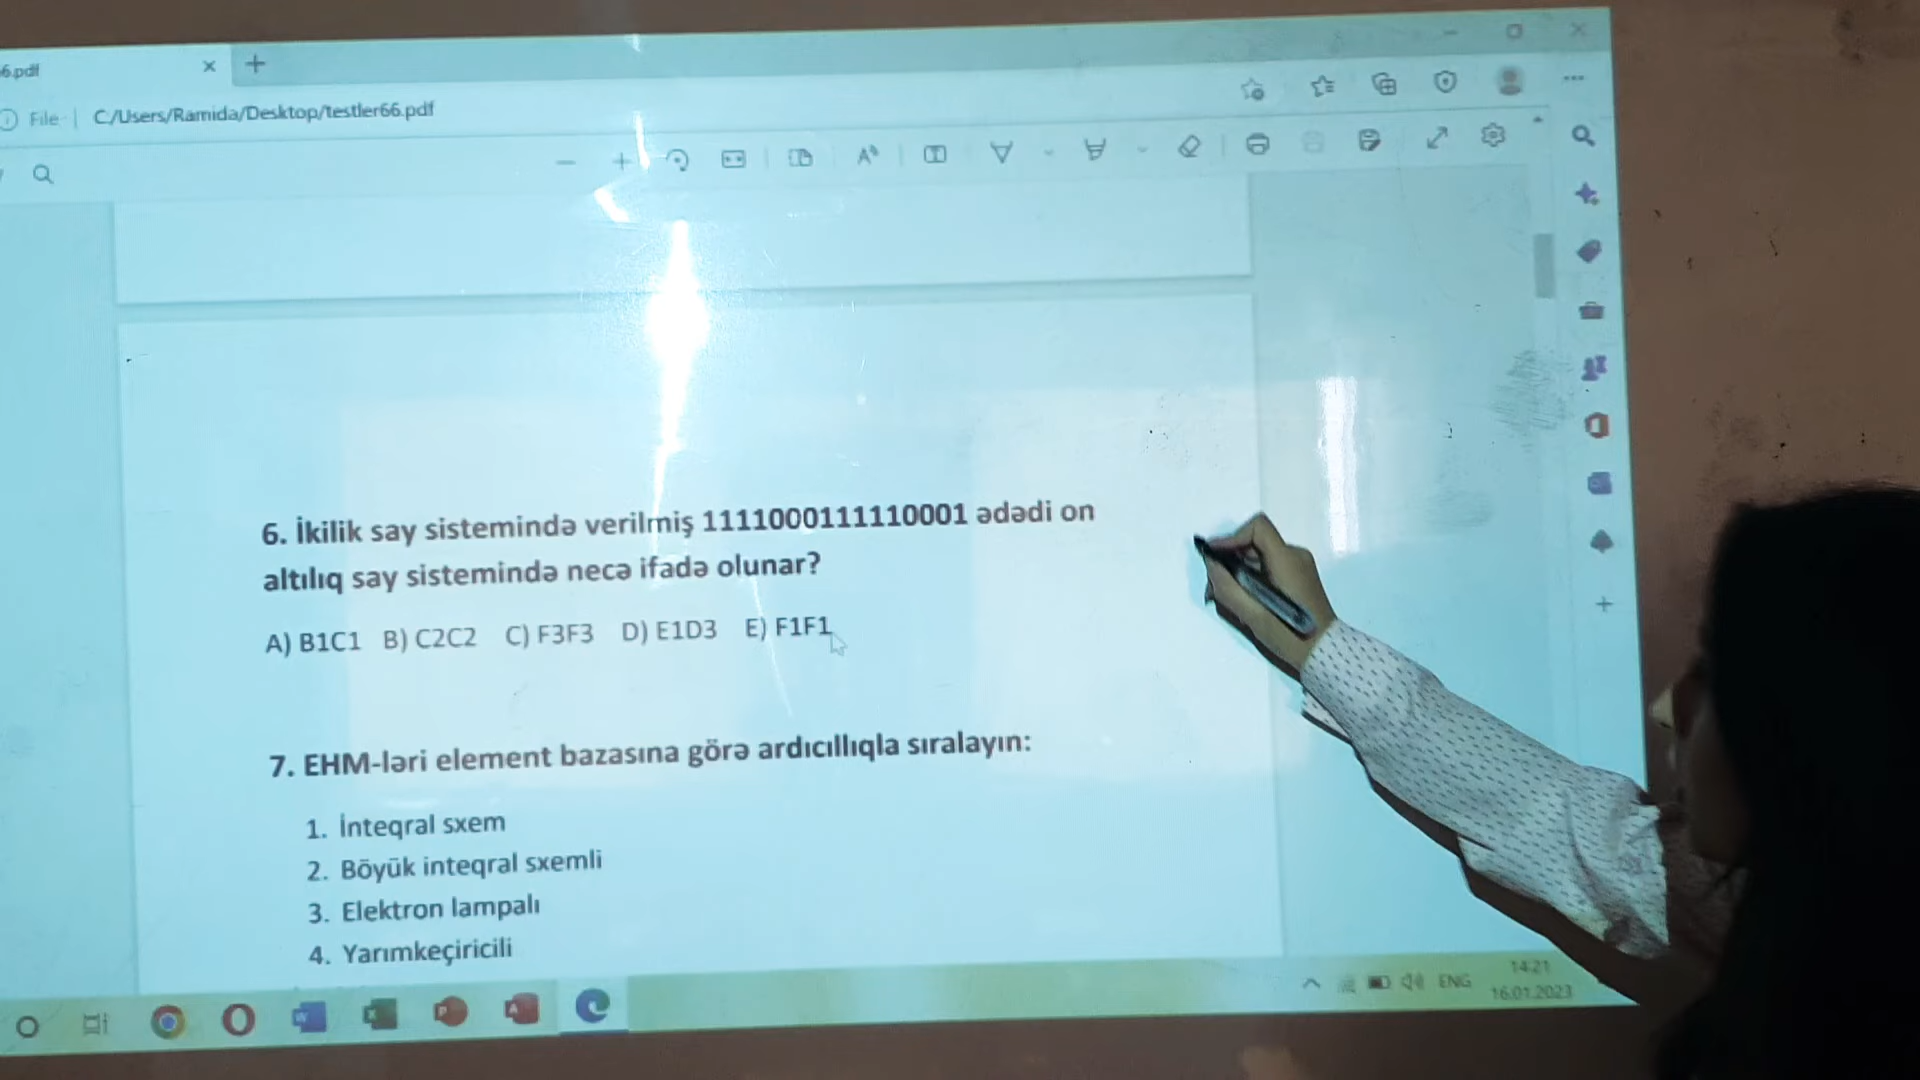 6.pdf
File
C:/Users/Ramida/Desktop/testler66.pdf
6. İkilik say sistemində verilmiş 1111000111110001 ədədi on
altılıq say sistemində necə ifadə olunar?
A) B1C1 B) C2C2 C) F3F3 D) E1D3 E) F1F1
7. EHM-ləri element bazasına görə ardıcıllıqla sıralayın:
1. İnteqral sxem
2. Böyük inteqral sxemli
3. Elektron lampalı
4. Yarımkeçiricili
ENG
14:21
16.01.2023